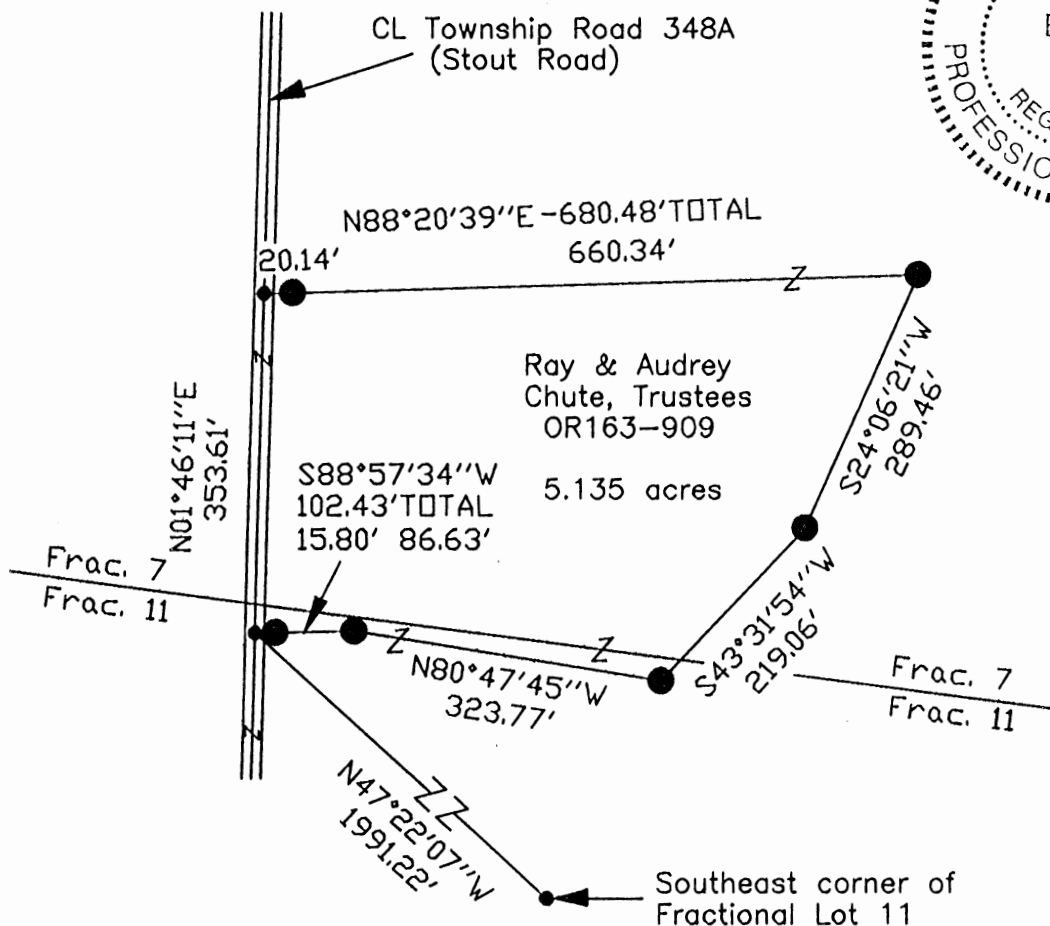 CL Township Road 348A
(Stout Road)
PROFESSIO
REG
N88°20'39"E-680.48'TOTAL
20.14'
660.34'
Ray & Audrey
Chute, Trustees
OR163-909
5.135 acres
S24°06'21"W
289.46'
N01°46'11"E
353.61'
S88°57'34"W
102.43'TOTAL
15.80' 86.63'
Frac. 7
Frac. 11
N80°47'45"W
323.77'
S43°31'54"W
219.06'
Frac. 7
Frac. 11
N47°22'07"W
1991.22'
Southeast corner of
Fractional Lot 11